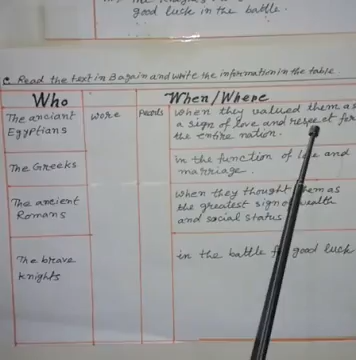 good luck in the battle.
C. Read the text in B again and write the information in the table.
Who When/Where
The ancient Egyptians wore Pearls when they valued them as a sign of love and respect for the entire nation.
The Greeks in the function of love and marriage.
The ancient Romans when they thought them as the greatest sign of wealth and social status
The brave Knights in the battle for good luck